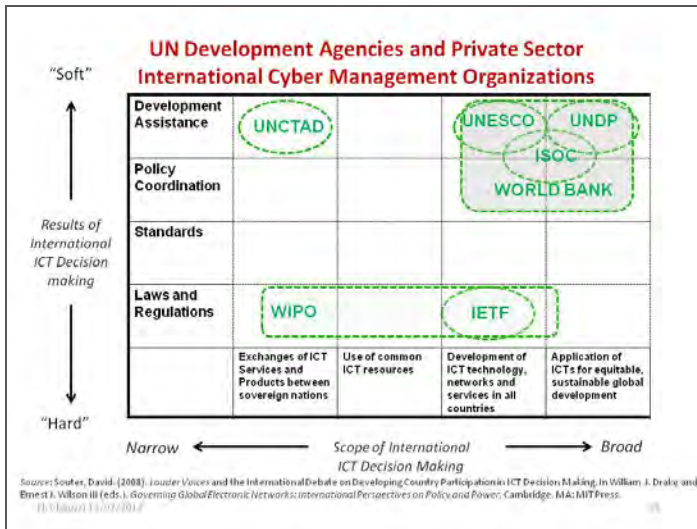 UN Development Agencies and Private Sector
International Cyber Management Organizations
"Soft"
Results of
International
ICT Decision
making
"Hard"
Development
Assistance
UNCTAD
UNESCO
UNDP
ISOC
Policy
Coordination
WORLD BANK
Standards
Laws and
Regulations
WIPO
IETF
Exchanges of ICT
Services and
Products between
sovereign nations
Use of common
ICT resources
Development of
ICT technology,
networks and
services in all
countries
Application of
ICTs for equitable,
sustainable global
development
Narrow
Scope of International
ICT Decision Making
Broad
Source: Souter, David. (2008). Louder Voices and the International Debate on Developing Country Participation in ICT Decision Making. In William J. Drake and
Ernest J. Wilson III (eds.). Governing Global Electronic Networks: International Perspectives on Policy and Power, Cambridge. MA: MIT Press.